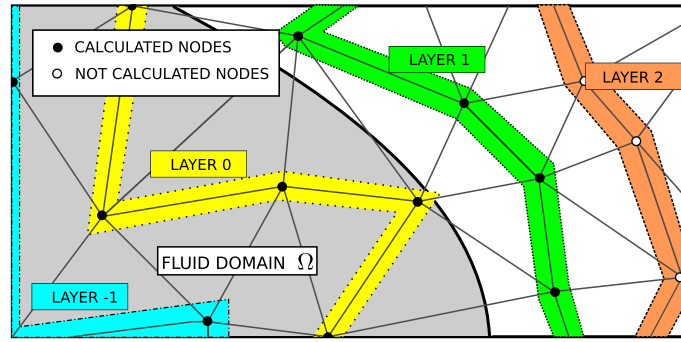 CALCULATED NODES
NOT CALCULATED NODES
LAYER 1
LAYER 2
LAYER 0
FLUID DOMAIN Ω
LAYER -1